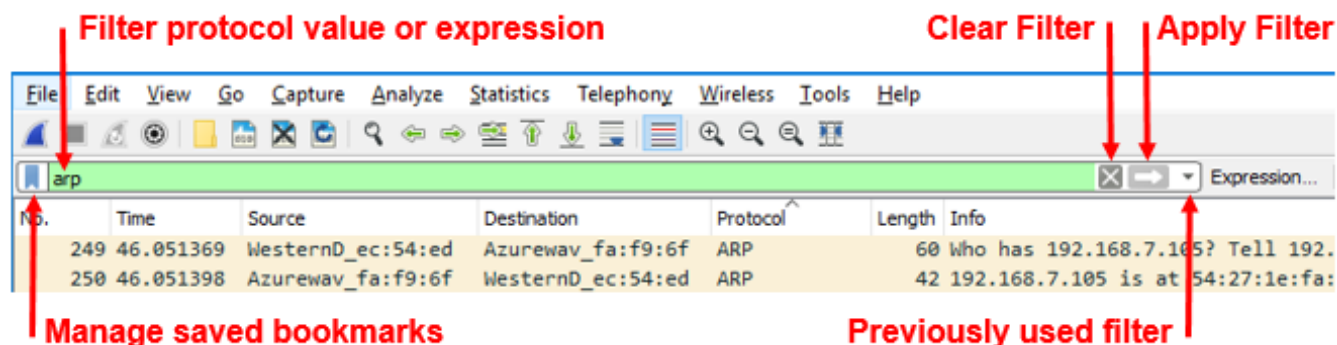 Filter protocol value or expression Clear Filter Apply Filter
File Edit View Go Capture Analyze Statistics Telephony Wireless Tools Help
arp Expression...
No. Time Source Destination Protocol Length Info
249 46.051369 WesternD_ec:54:ed Azurewav_fa:f9:6f ARP 60 Who has 192.168.7.105? Tell 192.
250 46.051398 Azurewav_fa:f9:6f WesternD_ec:54:ed ARP 42 192.168.7.105 is at 54:27:1e:fa:
Manage saved bookmarks Previously used filter